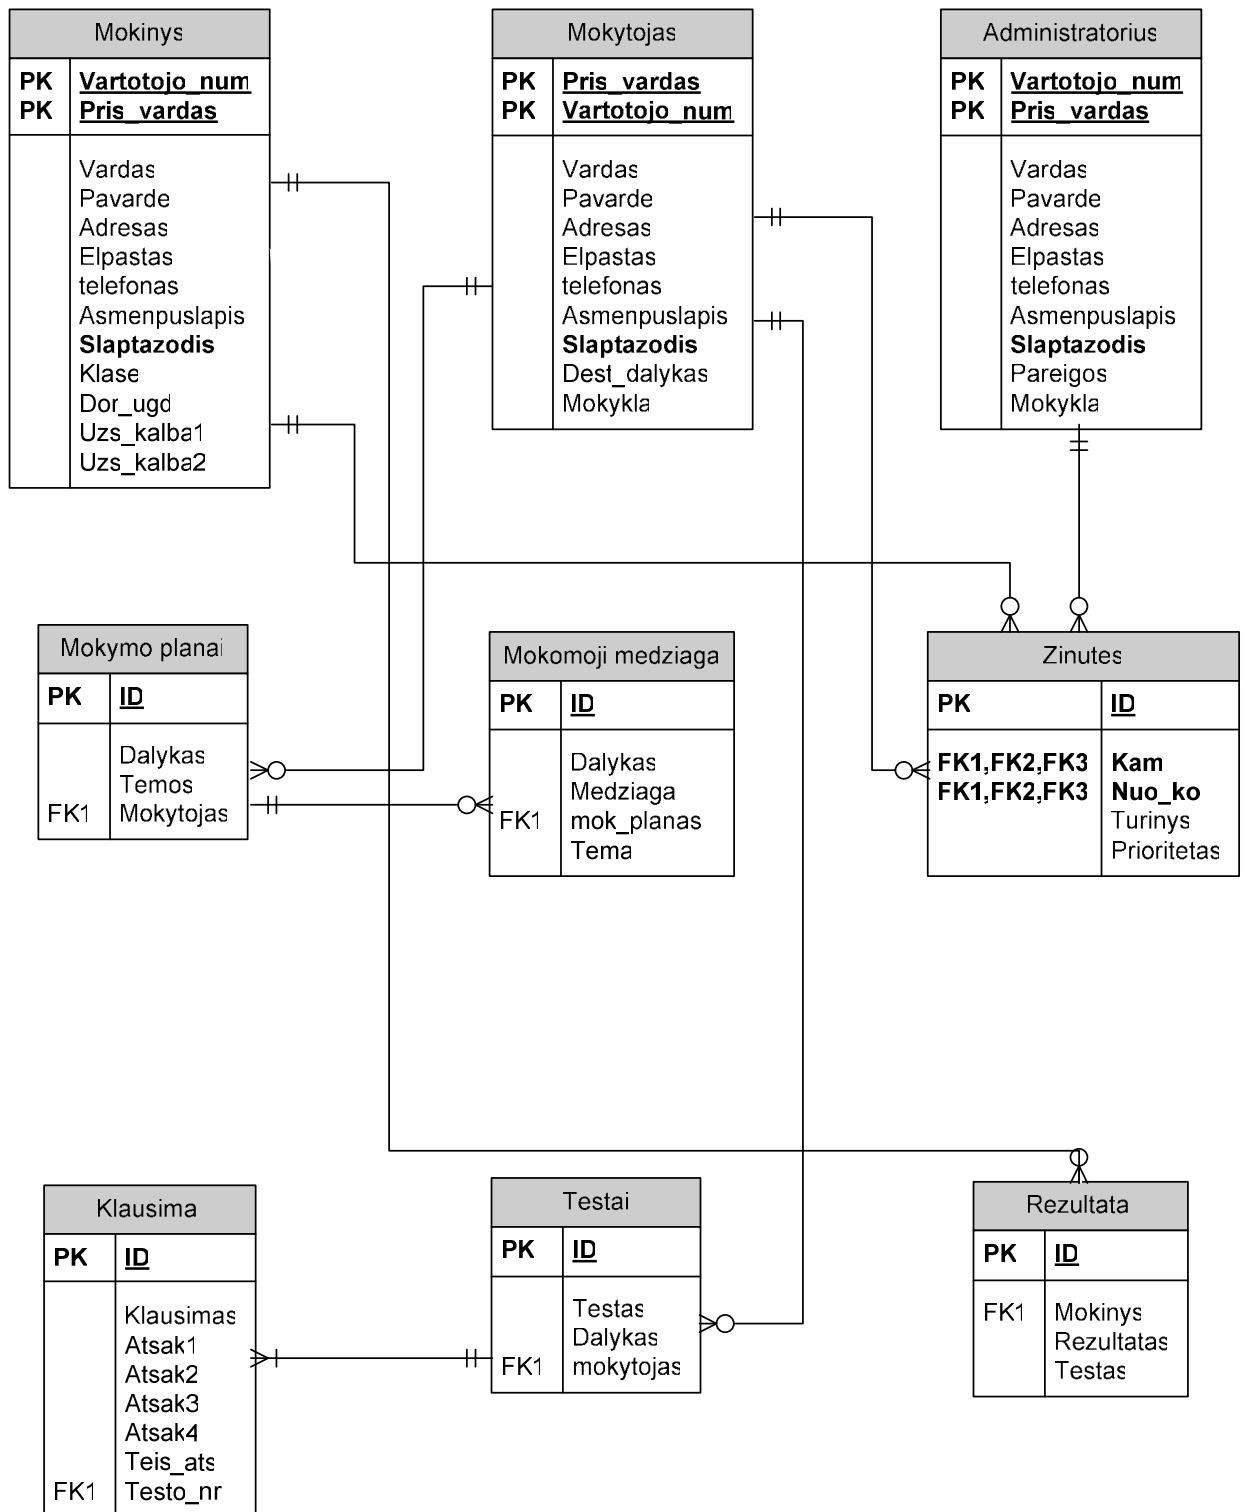 Mokinys
PK Vartotojo_num
PK Pris_vardas
Vardas
Pavarde
Adresas
Elpastas
telefonas
Asmenpuslapis
Slaptazodis
Klase
Dor_ugd
Uzs_kalba1
Uzs_kalba2
Mokytojas
PK Pris_vardas
PK Vartotojo_num
Vardas
Pavarde
Adresas
Elpastas
telefonas
Asmenpuslapis
Slaptazodis
Dest_dalykas
Mokykla
Administratorius
PK Vartotojo_num
PK Pris_vardas
Vardas
Pavarde
Adresas
Elpastas
telefonas
Asmenpuslapis
Slaptazodis
Pareigos
Mokykla
Mokymo planai
PK ID
Dalykas
Temos
FK1 Mokytojas
Mokomoji medziaga
PK ID
Dalykas
Medziaga
FK1 mok_planas
Tema
Zinutes
PK ID
FK1,FK2,FK3 Kam
FK1,FK2,FK3 Nuo_ko
Turinys
Prioritetas
Klausima
PK ID
Klausimas
Atsak1
Atsak2
Atsak3
Atsak4
Teis_ats
FK1 Testo_nr
Testai
PK ID
Testas
Dalykas
FK1 mokytojas
Rezultata
PK ID
FK1 Mokinys
Rezultatas
Testas